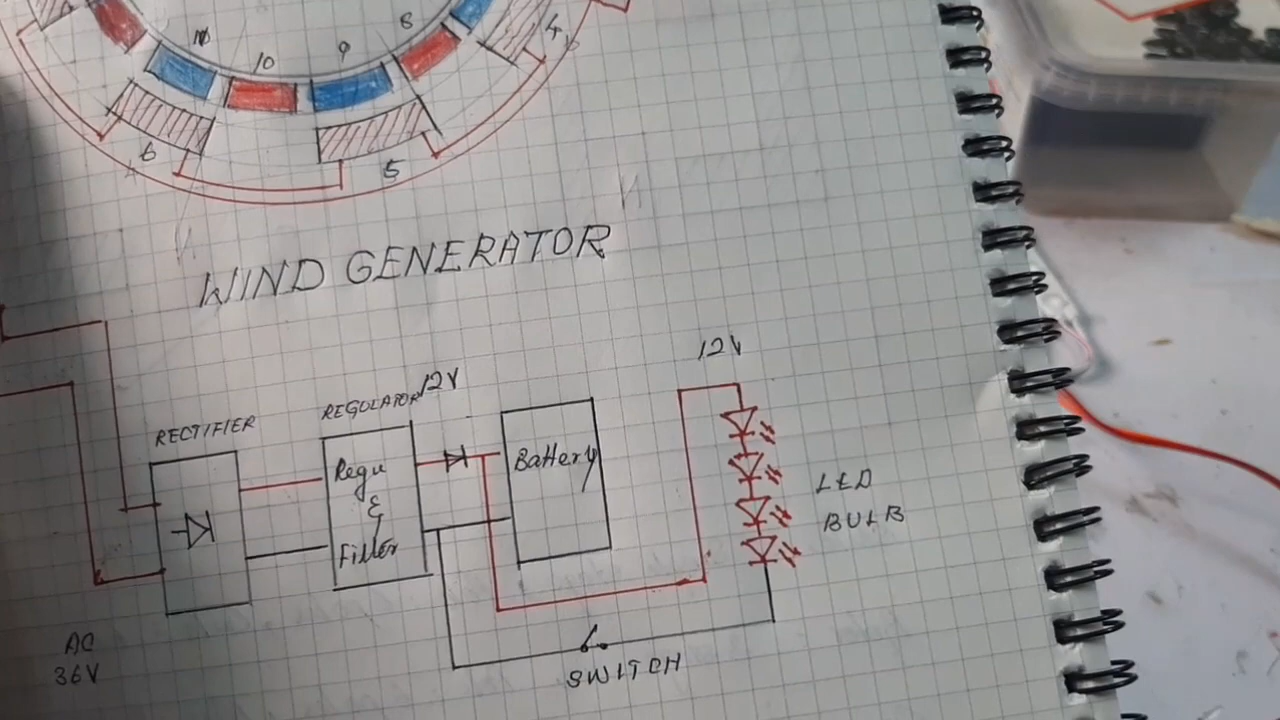 8
4
9
10
11
6
5
WIND GENERATOR
12V
REGULATOR 12V
RECTIFIER
Battery
Regu
&
Filter
LED
BULB
AC
36V
SWITCH